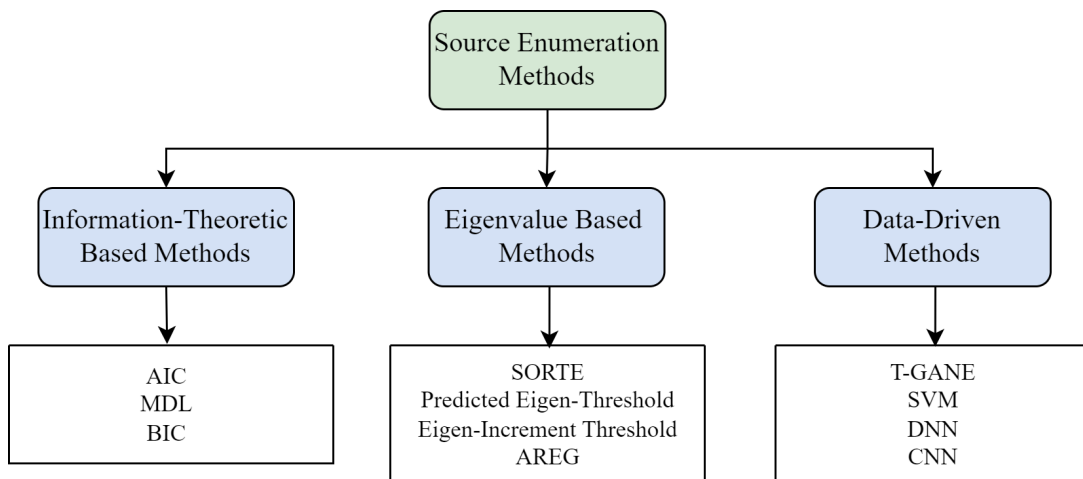 Source Enumeration
Methods
Information-Theoretic
Based Methods
Eigenvalue Based
Methods
Data-Driven
Methods
AIC
MDL
BIC
SORTE
Predicted Eigen-Threshold
Eigen-Increment Threshold
AREG
T-GANE
SVM
DNN
CNN